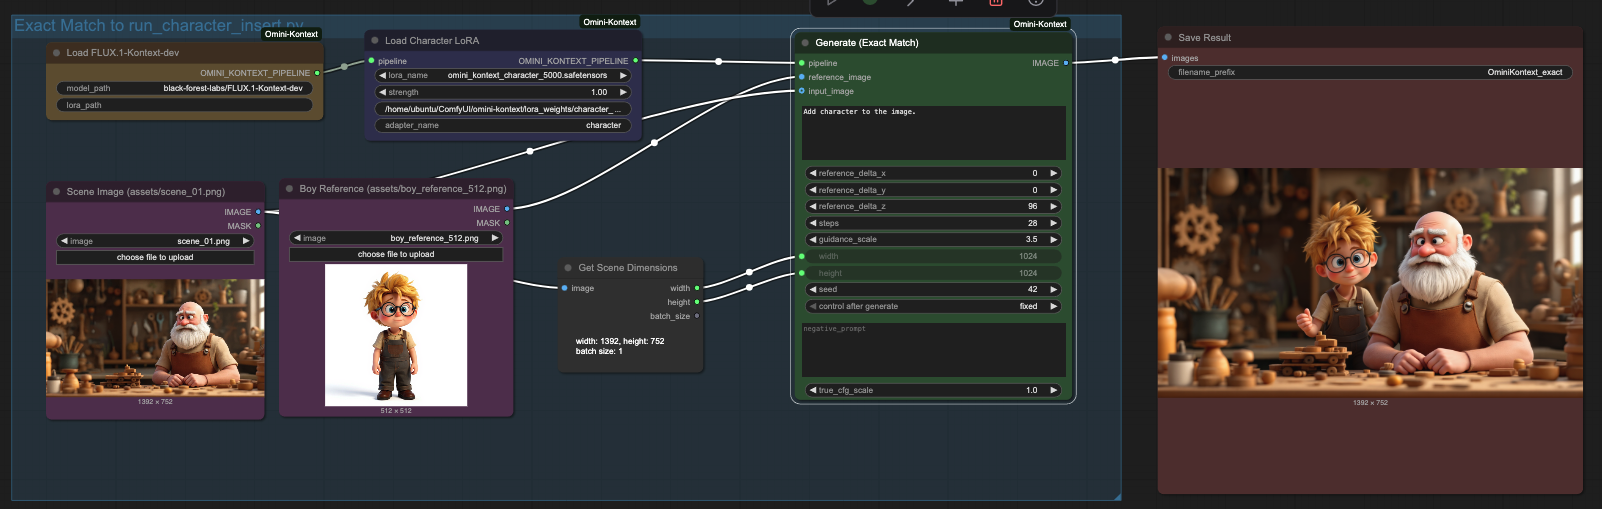 Exact Match to run_character_insert.py
Omini-Kontext
Load FLUX.1-Kontext-dev
OMINI_KONTEXT_PIPELINE
model_path black-forest-labs/FLUX.1-Kontext-dev
lora_path
Omini-Kontext
Load Character LoRA
pipeline OMINI_KONTEXT_PIPELINE
lora_name omini_kontext_character_5000.safetensors
strength 1.00
/home/ubuntu/ComfyUI/omini-kontext/lora_weights/character_...
adapter_name character
Scene Image (assets/scene_01.png)
IMAGE
MASK
image scene_01.png
choose file to upload
1392 × 752
Boy Reference (assets/boy_reference_512.png)
IMAGE
MASK
image boy_reference_512.png
choose file to upload
512 × 512
Get Scene Dimensions
image width
height
batch_size
width: 1392, height: 752
batch size: 1
Omini-Kontext
Generate (Exact Match)
pipeline IMAGE
reference_image
input_image
Add character to the image.
reference_delta_x 0
reference_delta_y 0
reference_delta_z 96
steps 28
guidance_scale 3.5
width 1024
height 1024
seed 42
control after generate fixed
negative_prompt
true_cfg_scale 1.0
Save Result
images
filename_prefix OminiKontext_exact
1392 × 752